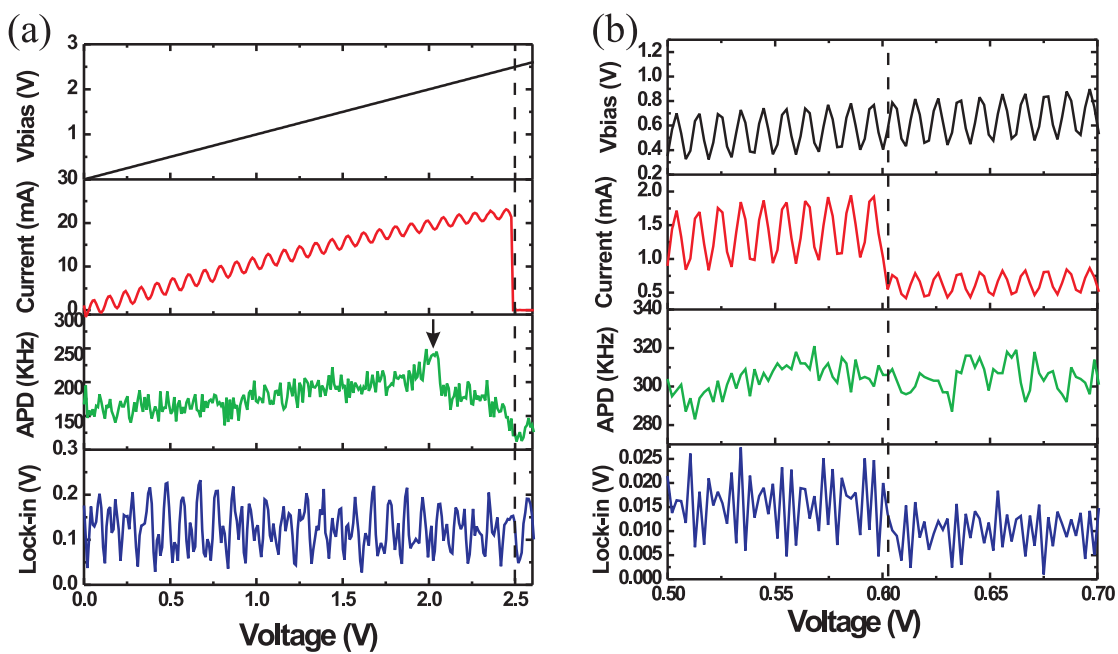 (a)
Vbias (V)
3
2
1
30
Current (mA)
20
10
0
300
APD (KHz)
250
200
150
0.3
Lock-in (V)
0.2
0.1
0.0
0.0 0.5 1.0 1.5 2.0 2.5
Voltage (V)
(b)
Vbias (V)
1.2
1.0
0.8
0.6
0.4
0.2
Current (mA)
2.0
1.5
1.0
0.5
340
APD (KHz)
320
300
280
Lock-in (V)
0.025
0.020
0.015
0.010
0.005
0.000
0.50 0.55 0.60 0.65 0.70
Voltage (V)